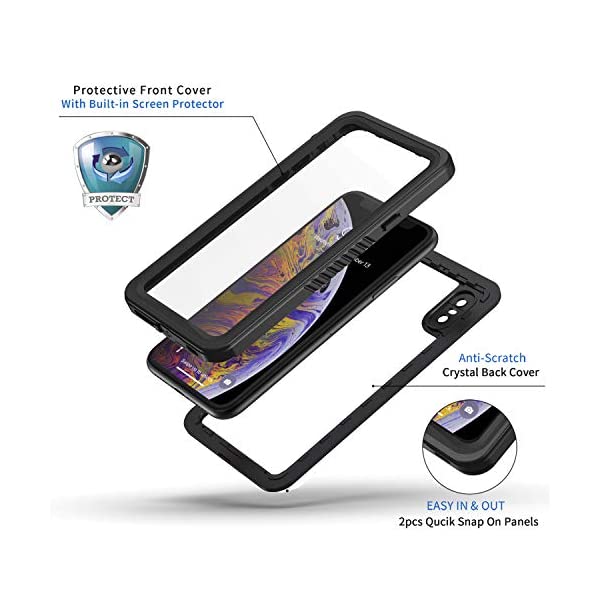 Protective Front Cover
With Built-in Screen Protector
PROTECT
Anti-Scratch
Crystal Back Cover
EASY IN & OUT
2pcs Qucik Snap On Panels